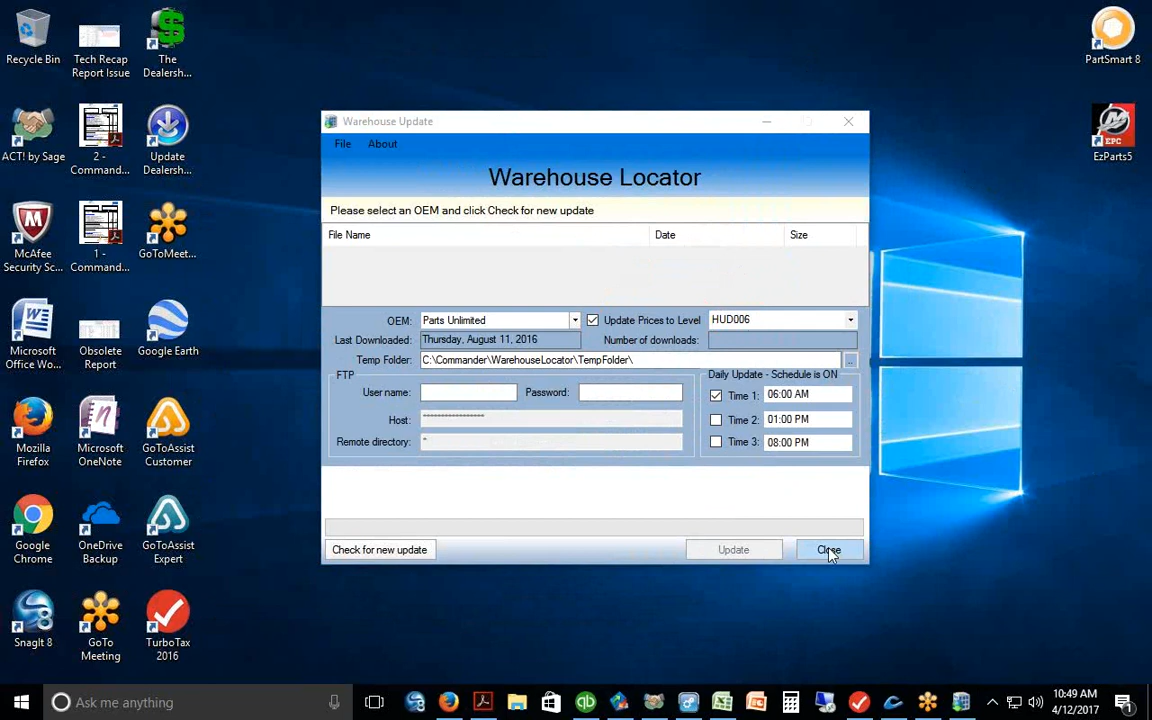 Recycle Bin
Tech Recap
Report Issue
The
Dealersh...
PartSmart 8
ACT! by Sage
2 -
Command...
Update
Dealersh...
EPC
EzParts5
McAfee
Security Sc...
1 -
Command...
GoToMeet...
Microsoft
Office Wo...
Obsolete
Report
Google Earth
Mozilla
Firefox
Microsoft
OneNote
GoToAssist
Customer
Google
Chrome
OneDrive
Backup
GoToAssist
Expert
SnagIt 8
GoTo
Meeting
TurboTax
2016
Warehouse Update
File About
Warehouse Locator
Please select an OEM and click Check for new update
File Name Date Size
OEM: Parts Unlimited Update Prices to Level HUD006
Last Downloaded: Thursday, August 11, 2016 Number of downloads:
Temp Folder: C:\Commander\WarehouseLocator\TempFolder\ ..
FTP Daily Update - Schedule is ON
User name: Password: Time 1: 06:00 AM
Host: Time 2: 01:00 PM
Remote directory: " Time 3: 08:00 PM
Check for new update Update Close
Ask me anything
10:49 AM
4/12/2017